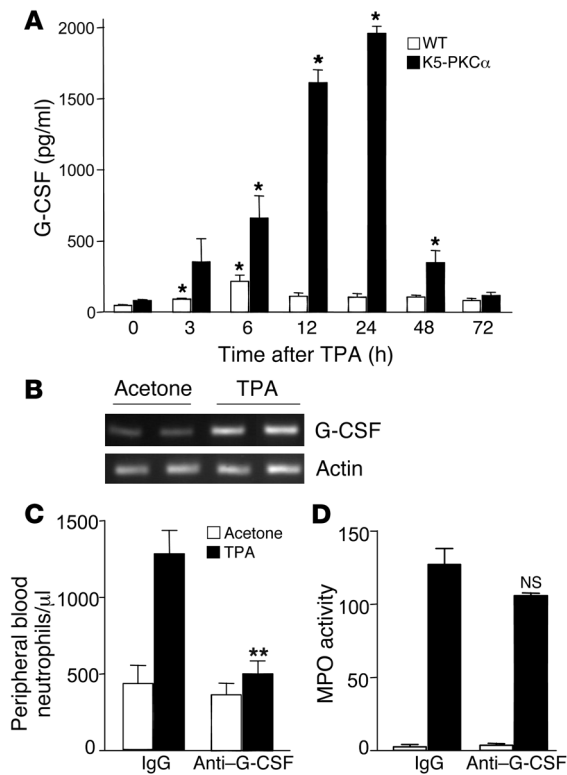 A
G-CSF (pg/ml)
2000
1500
1000
500
0
* * * * * *
WT
K5-PKCα
0 3 6 12 24 48 72
Time after TPA (h)
B
Acetone TPA
G-CSF
Actin
C
Peripheral blood
neutrophils/μl
1500
1000
500
0
Acetone
TPA
**
IgG Anti–G-CSF
D
MPO activity
150
100
50
0
NS
IgG Anti–G-CSF